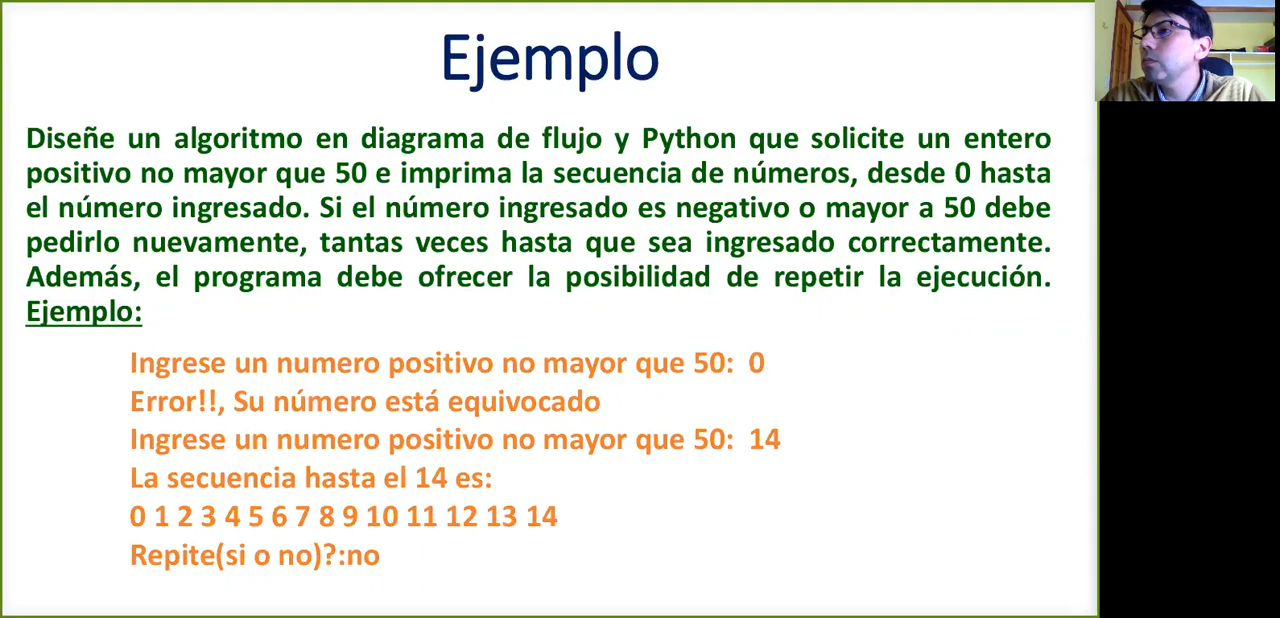 Ejemplo
Diseñe un algoritmo en diagrama de flujo y Python que solicite un entero
positivo no mayor que 50 e imprima la secuencia de números, desde 0 hasta
el número ingresado. Si el número ingresado es negativo o mayor a 50 debe
pedirlo nuevamente, tantas veces hasta que sea ingresado correctamente.
Además, el programa debe ofrecer la posibilidad de repetir la ejecución.
Ejemplo:
Ingrese un numero positivo no mayor que 50: 0
Error!!, Su número está equivocado
Ingrese un numero positivo no mayor que 50: 14
La secuencia hasta el 14 es:
0 1 2 3 4 5 6 7 8 9 10 11 12 13 14
Repite(si o no)?:no